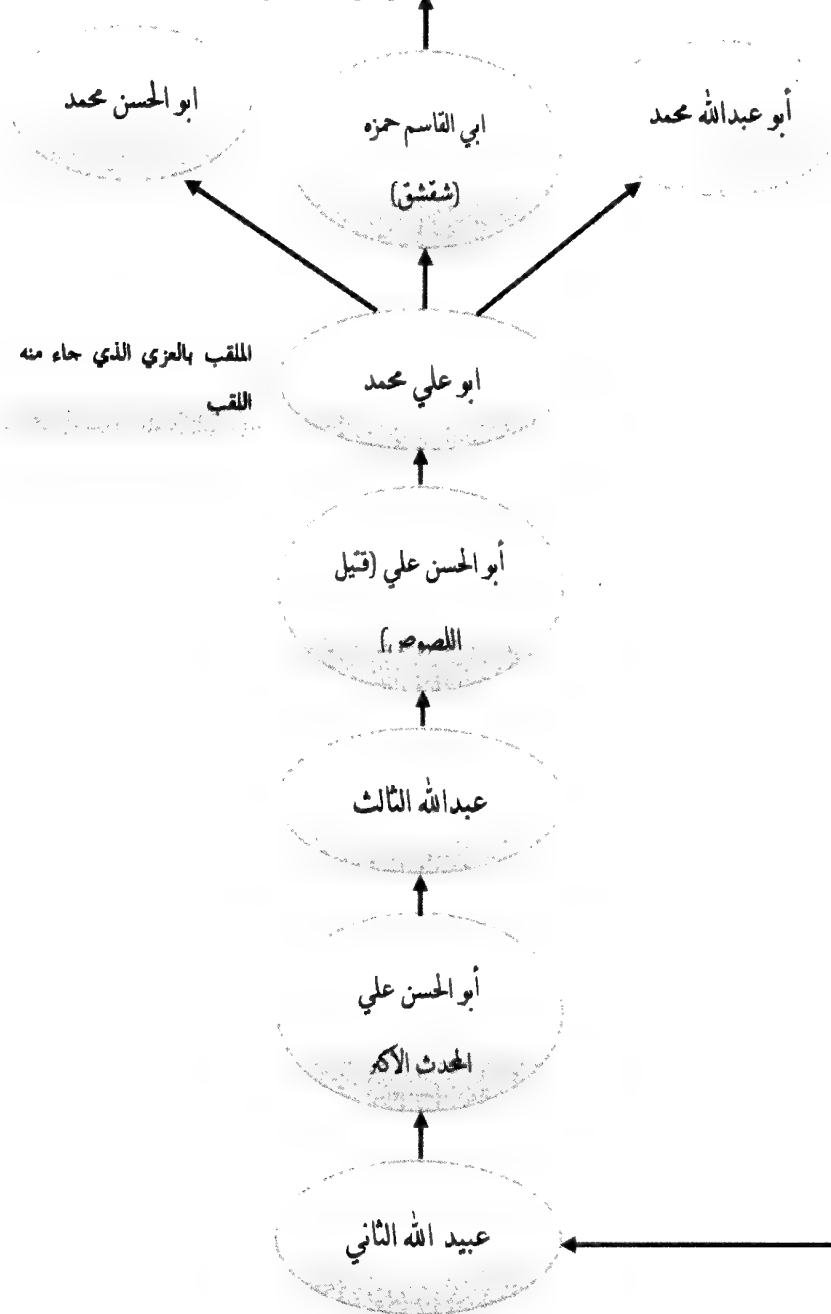 أبو عبدالله محمد
ابي القاسم حمزه
(شقشق)
ابو الحسن محمد
ابو علي محمد
الملقب بالعزي الذي جاء منه
اللقب
أبو الحسن علي (قتيل
اللصوص)
عبدالله الثالث
أبو الحسن علي
المحدث الأكبر
عبيد الله الثاني